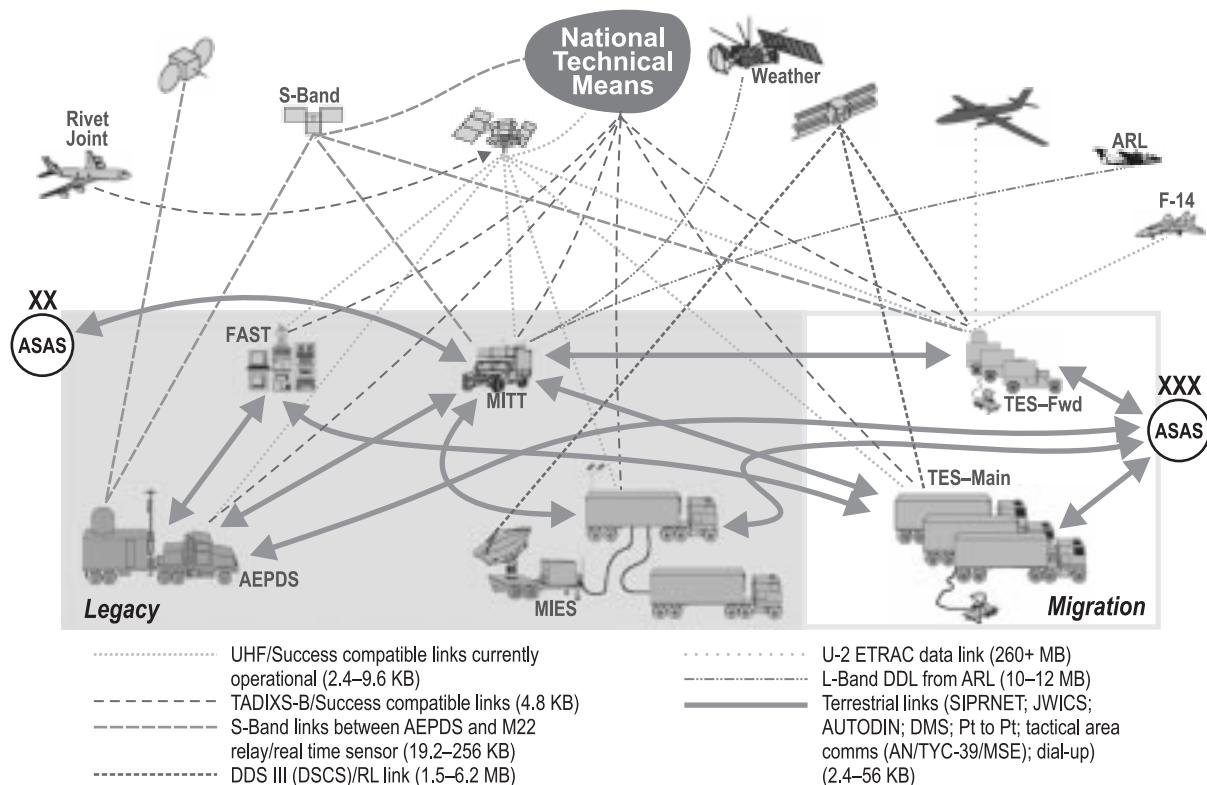 National
Technical
Means
Weather
S-Band
Rivet
Joint
ARL
F-14
XX
ASAS
FAST
MITT
TES–Fwd
XXX
ASAS
TES–Main
AEPDS
MIES
Legacy
Migration
UHF/Success compatible links currently
operational (2.4–9.6 KB)
TADIXS-B/Success compatible links (4.8 KB)
S-Band links between AEPDS and M22
relay/real time sensor (19.2–256 KB)
DDS III (DSCS)/RL link (1.5–6.2 MB)
U-2 ETRAC data link (260+ MB)
L-Band DDL from ARL (10–12 MB)
Terrestrial links (SIPRNET; JWICS;
AUTODIN; DMS; Pt to Pt; tactical area
comms (AN/TYC-39/MSE); dial-up)
(2.4–56 KB)